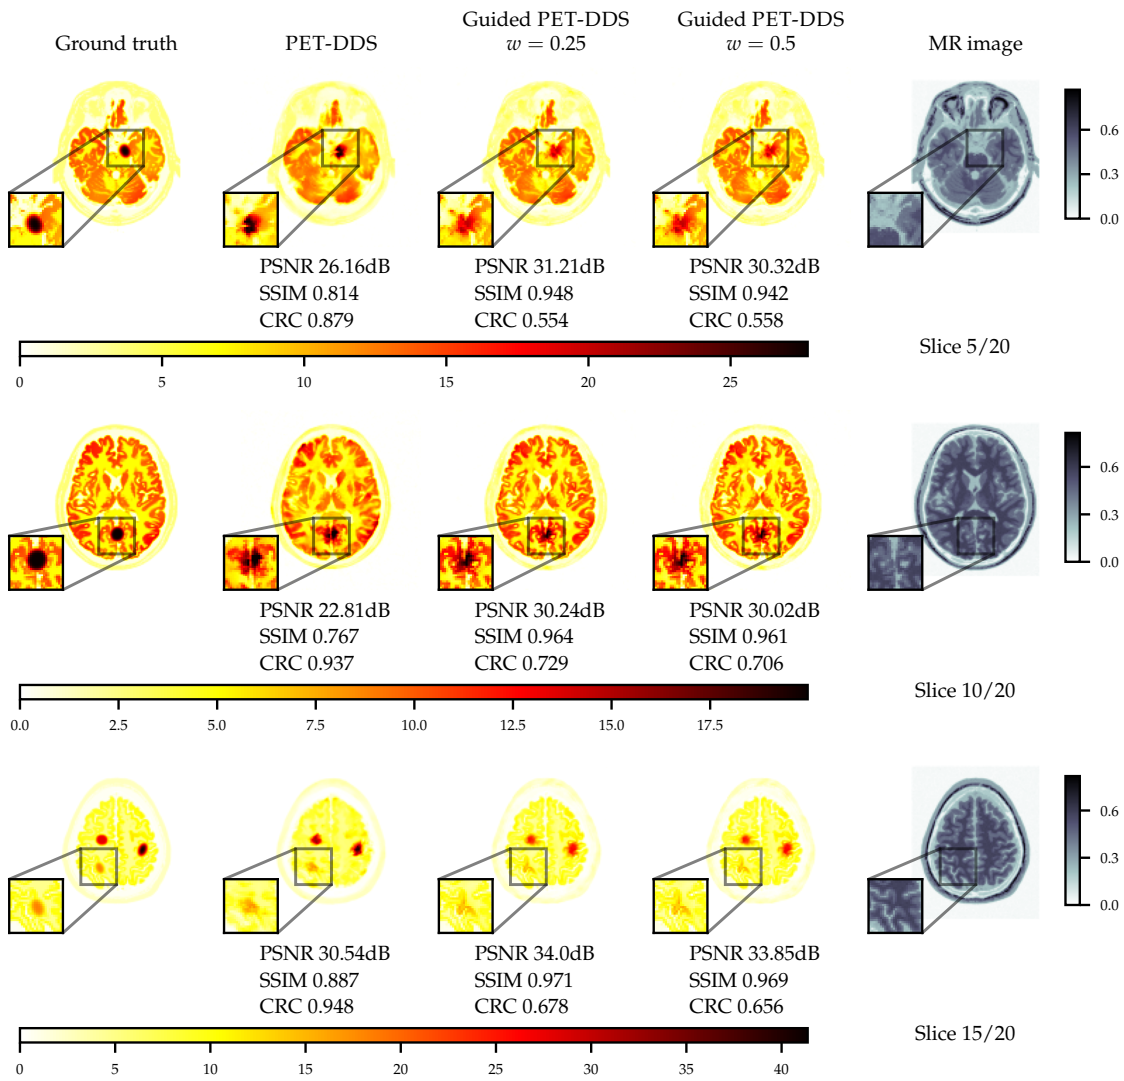 Ground truth
PET-DDS
Guided PET-DDS
w = 0.25
Guided PET-DDS
w = 0.5
MR image
0.6
0.3
0.0
PSNR 26.16dB
SSIM 0.814
CRC 0.879
PSNR 31.21dB
SSIM 0.948
CRC 0.554
PSNR 30.32dB
SSIM 0.942
CRC 0.558
Slice 5/20
0 5 10 15 20 25
0.6
0.3
0.0
PSNR 22.81dB
SSIM 0.767
CRC 0.937
PSNR 30.24dB
SSIM 0.964
CRC 0.729
PSNR 30.02dB
SSIM 0.961
CRC 0.706
Slice 10/20
0.0 2.5 5.0 7.5 10.0 12.5 15.0 17.5
0.6
0.3
0.0
PSNR 30.54dB
SSIM 0.887
CRC 0.948
PSNR 34.0dB
SSIM 0.971
CRC 0.678
PSNR 33.85dB
SSIM 0.969
CRC 0.656
Slice 15/20
0 5 10 15 20 25 30 35 40